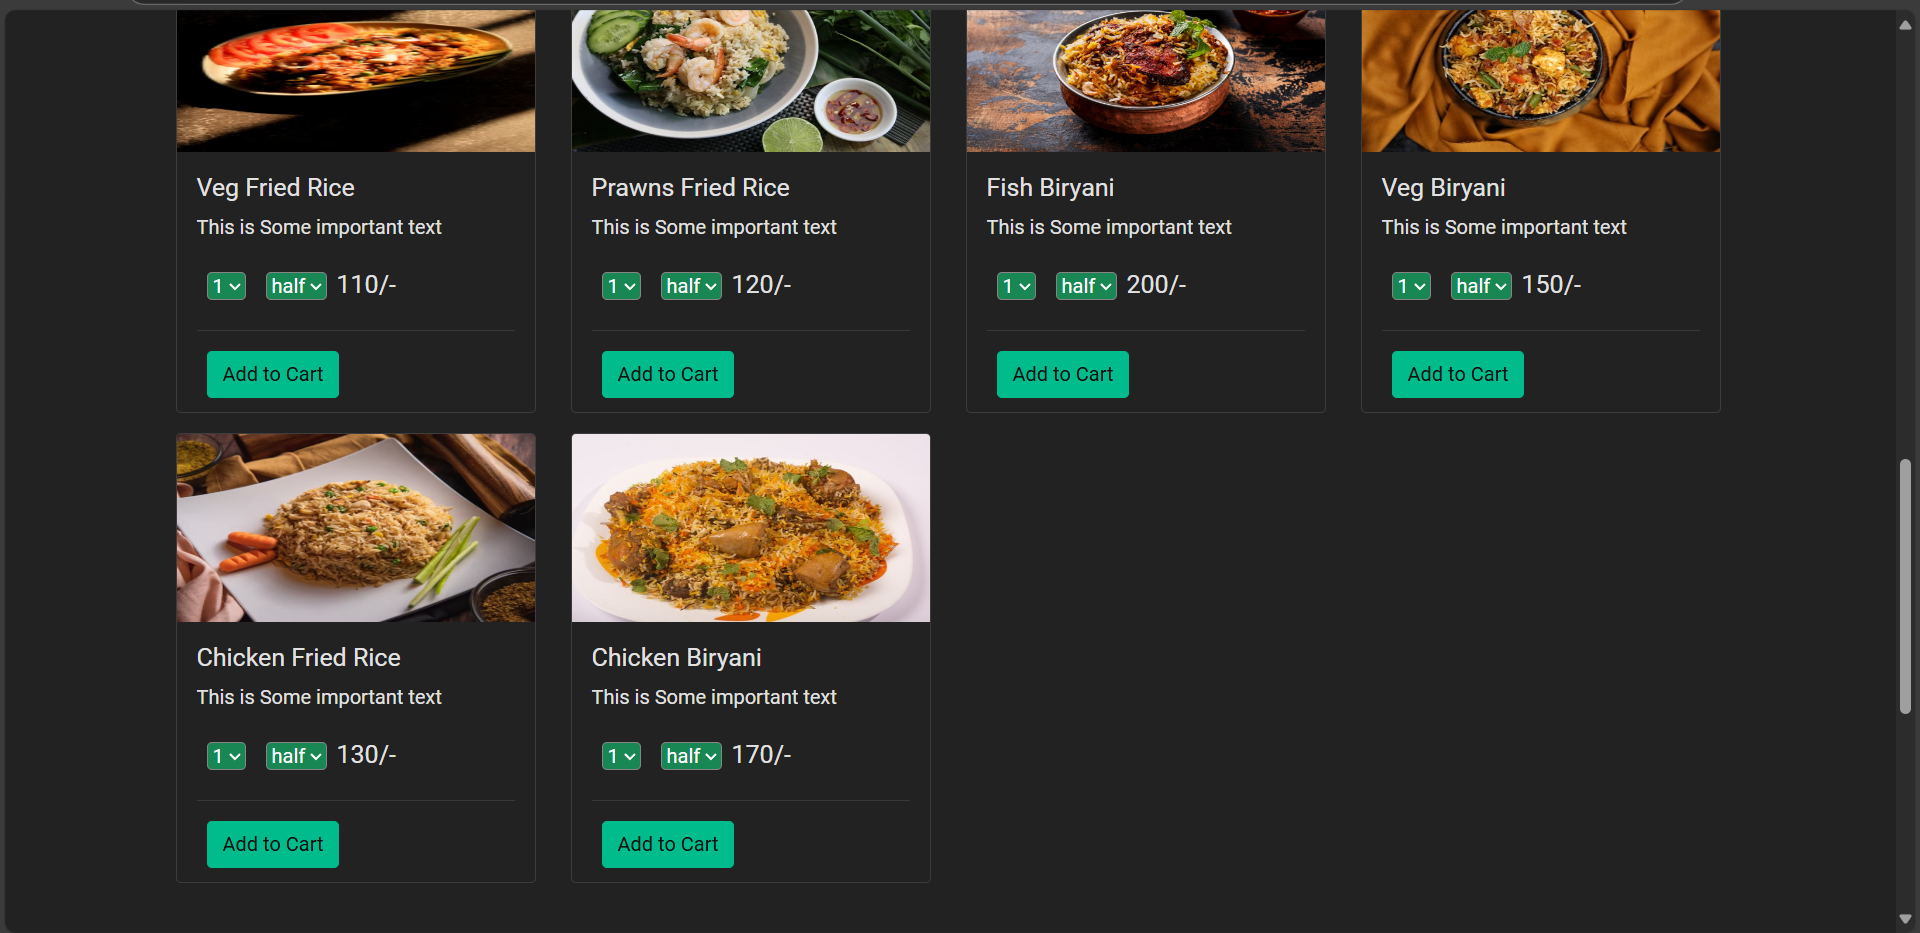 Veg Fried Rice
This is Some important text
1 half 110/-
Add to Cart
Prawns Fried Rice
This is Some important text
1 half 120/-
Add to Cart
Fish Biryani
This is Some important text
1 half 200/-
Add to Cart
Veg Biryani
This is Some important text
1 half 150/-
Add to Cart
Chicken Fried Rice
This is Some important text
1 half 130/-
Add to Cart
Chicken Biryani
This is Some important text
1 half 170/-
Add to Cart